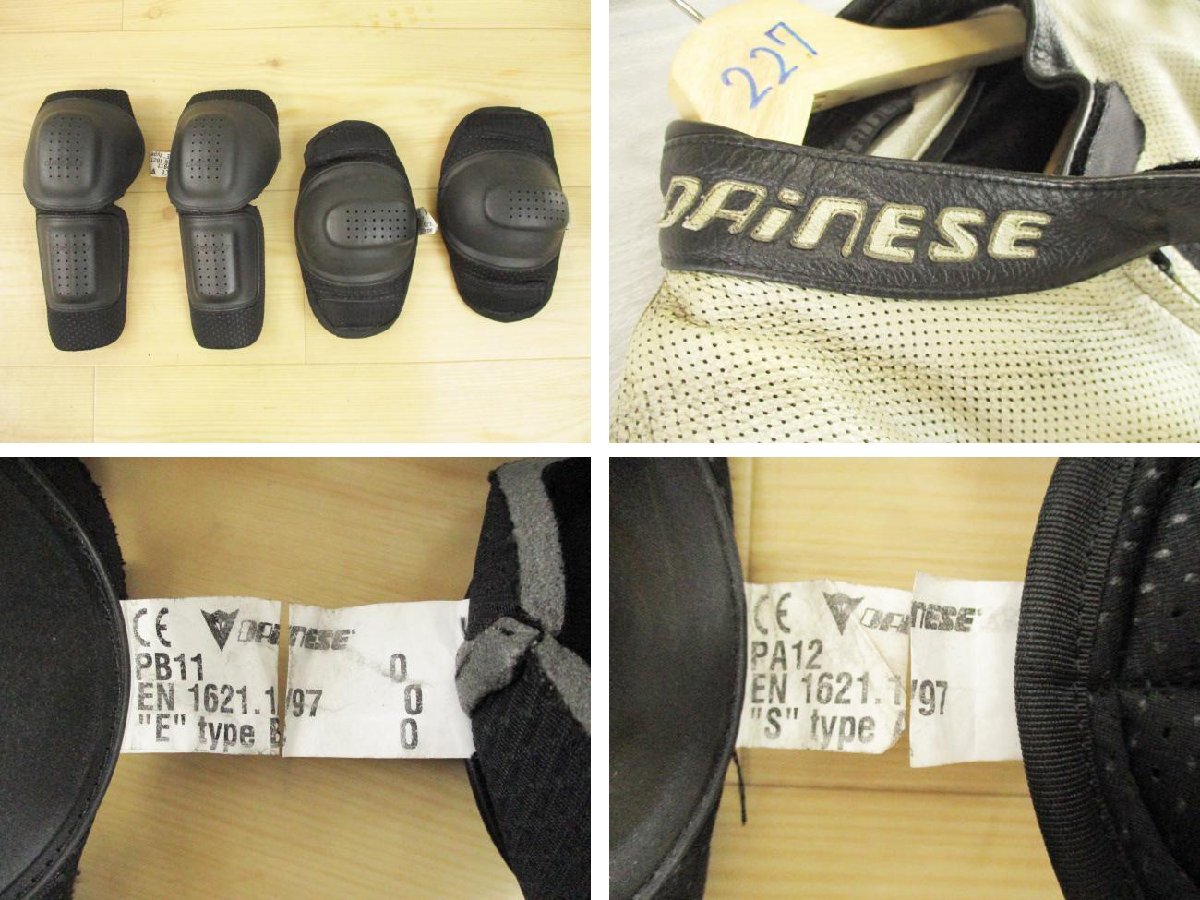 227
DAINESE
CE DAINESE
PB11 0
EN 1621.1/97 0
"E" type B 0
CE DAINESE
PA12
EN 1621.1/97
"S" type